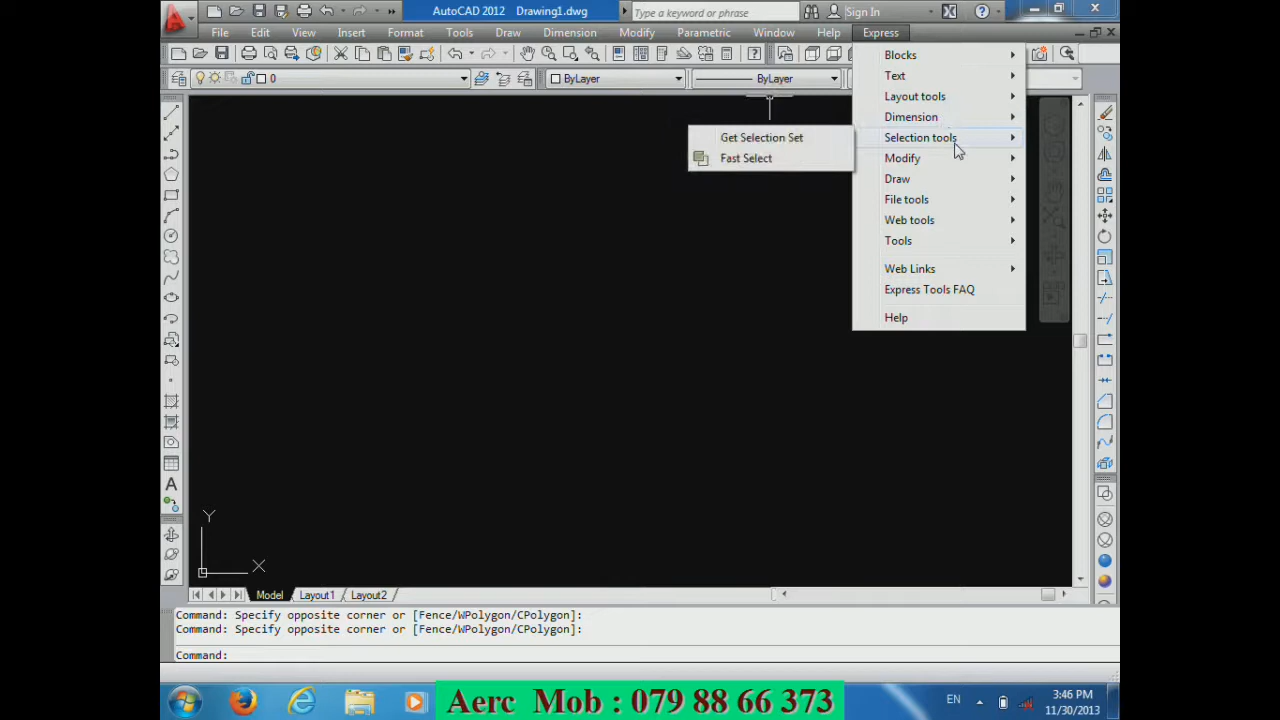 AutoCAD 2012 Drawing1.dwg
Type a keyword or phrase
Sign In
File Edit View Insert Format Tools Draw Dimension Modify Parametric Window Help Express
0
ByLayer
ByLayer
Blocks
Text
Layout tools
Dimension
Selection tools
Modify
Draw
File tools
Web tools
Tools
Web Links
Express Tools FAQ
Help
Get Selection Set
Fast Select
A
Y
X
Model Layout1 Layout2
Command: Specify opposite corner or [Fence/WPolygon/CPolygon]:
Command: Specify opposite corner or [Fence/WPolygon/CPolygon]:
Command:
Aerc Mob : 079 88 66 373
EN
3:46 PM
11/30/2013